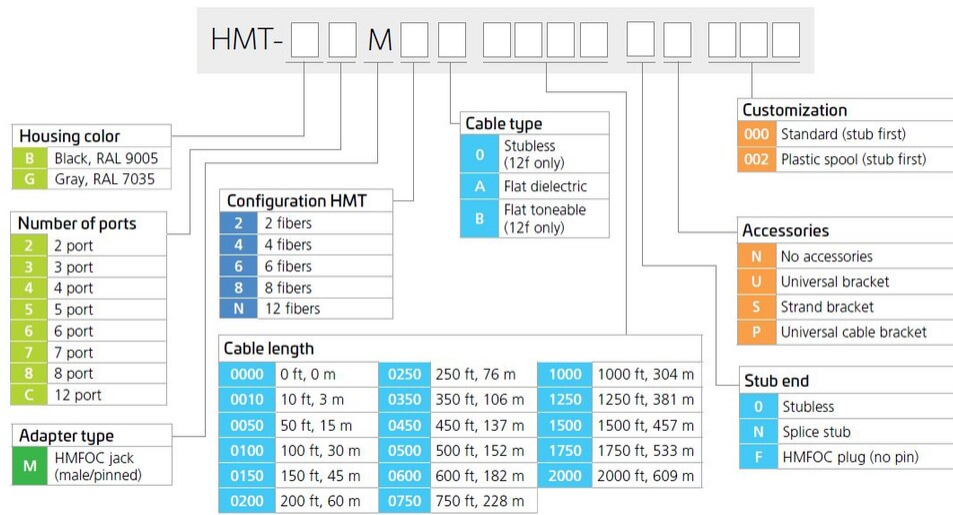 HMT- M
Housing color
B Black, RAL 9005
G Gray, RAL 7035
Number of ports
2 2 port
3 3 port
4 4 port
5 5 port
6 6 port
7 7 port
8 8 port
C 12 port
Adapter type
M HMFOC jack
(male/pinned)
Configuration HMT
2 2 fibers
4 4 fibers
6 6 fibers
8 8 fibers
N 12 fibers
Cable type
0 Stubless
(12f only)
A Flat dielectric
B Flat toneable
(12f only)
Cable length
0000 0 ft, 0 m 0250 250 ft, 76 m 1000 1000 ft, 304 m
0010 10 ft, 3 m 0350 350 ft, 106 m 1250 1250 ft, 381 m
0050 50 ft, 15 m 0450 450 ft, 137 m 1500 1500 ft, 457 m
0100 100 ft, 30 m 0500 500 ft, 152 m 1750 1750 ft, 533 m
0150 150 ft, 45 m 0600 600 ft, 182 m 2000 2000 ft, 609 m
0200 200 ft, 60 m 0750 750 ft, 228 m
Customization
000 Standard (stub first)
002 Plastic spool (stub first)
Accessories
N No accessories
U Universal bracket
S Strand bracket
P Universal cable bracket
Stub end
0 Stubless
N Splice stub
F HMFOC plug (no pin)